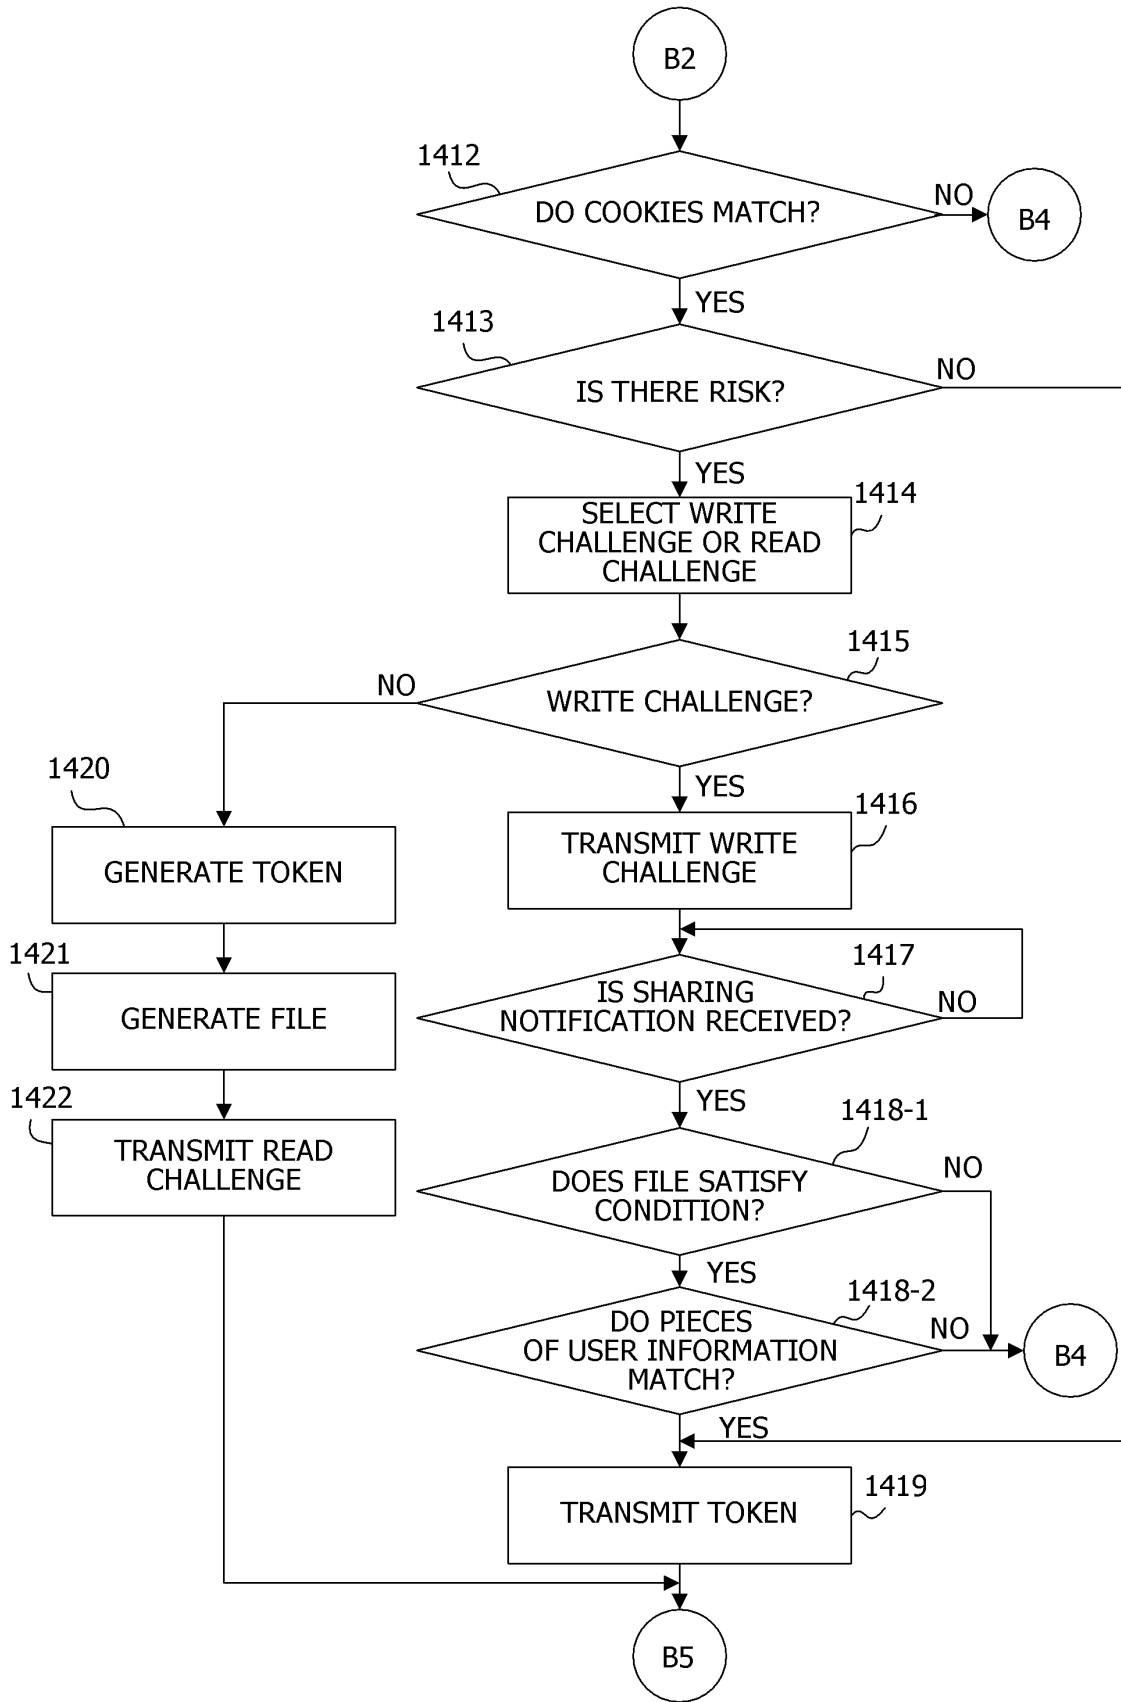 B2
1412
DO COOKIES MATCH?
NO
B4
YES
1413
IS THERE RISK?
NO
YES
1414
SELECT WRITE
CHALLENGE OR READ
CHALLENGE
1415
WRITE CHALLENGE?
NO
YES
1420
GENERATE TOKEN
1416
TRANSMIT WRITE
CHALLENGE
1421
GENERATE FILE
1417
IS SHARING
NOTIFICATION RECEIVED?
NO
YES
1422
TRANSMIT READ
CHALLENGE
1418-1
DOES FILE SATISFY
CONDITION?
NO
YES
1418-2
DO PIECES
OF USER INFORMATION
MATCH?
NO
B4
YES
1419
TRANSMIT TOKEN
B5